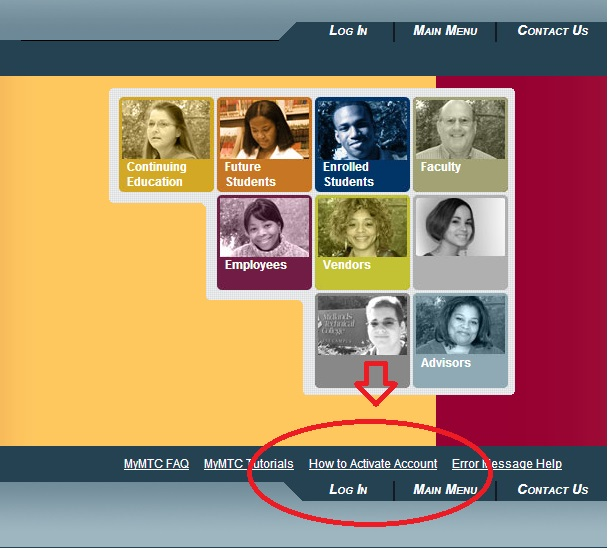 LOG IN MAIN MENU CONTACT US
Continuing Education
Future Students
Enrolled Students
Faculty
Employees
Vendors
Midlands Technical College
Advisors
MyMTC FAQ MyMTC Tutorials How to Activate Account Error Message Help
LOG IN MAIN MENU CONTACT US